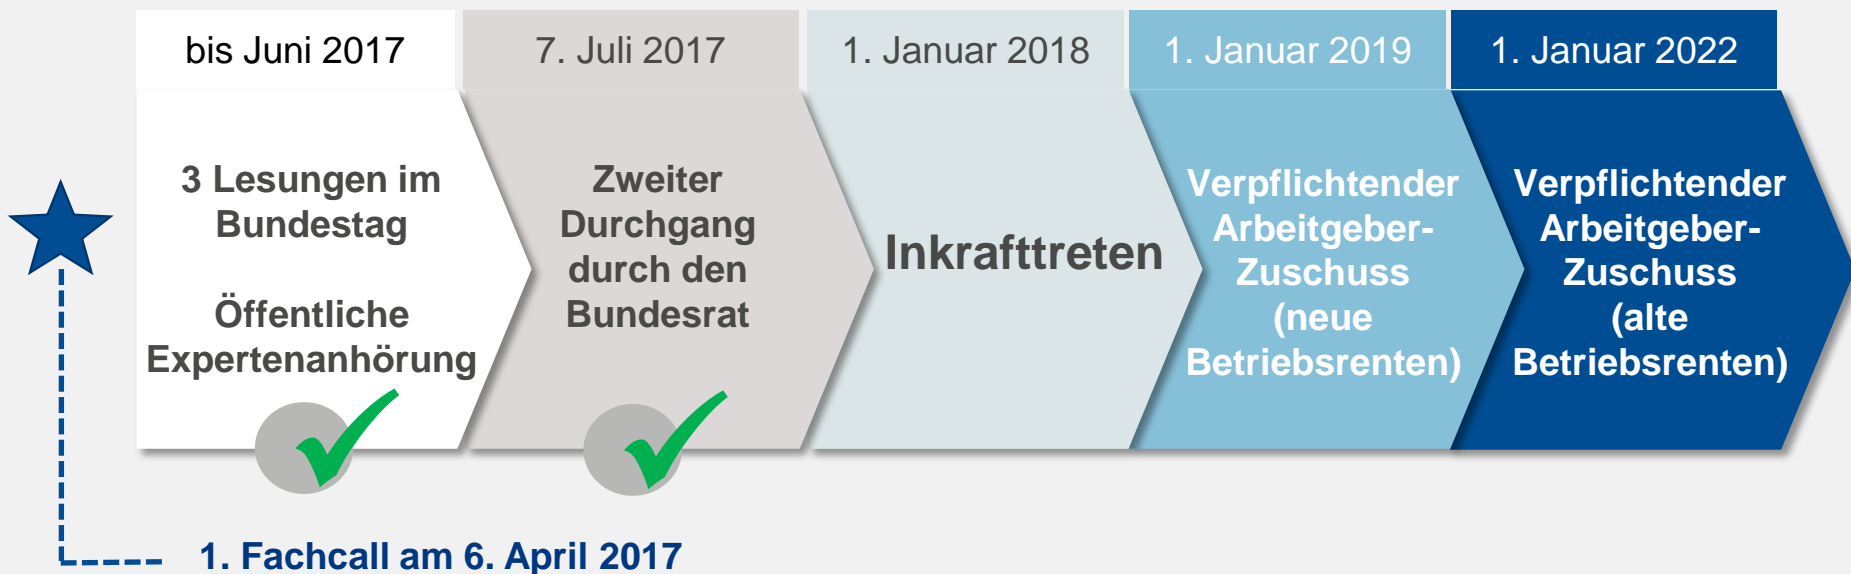 bis Juni 2017
7. Juli 2017
1. Januar 2018
1. Januar 2019
1. Januar 2022
3 Lesungen im
Bundestag
Öffentliche
Expertenanhörung
Zweiter
Durchgang
durch den
Bundesrat
Inkrafttreten
Verpflichtender
Arbeitgeber-
Zuschuss
(neue
Betriebsrenten)
Verpflichtender
Arbeitgeber-
Zuschuss
(alte
Betriebsrenten)
1. Fachcall am 6. April 2017